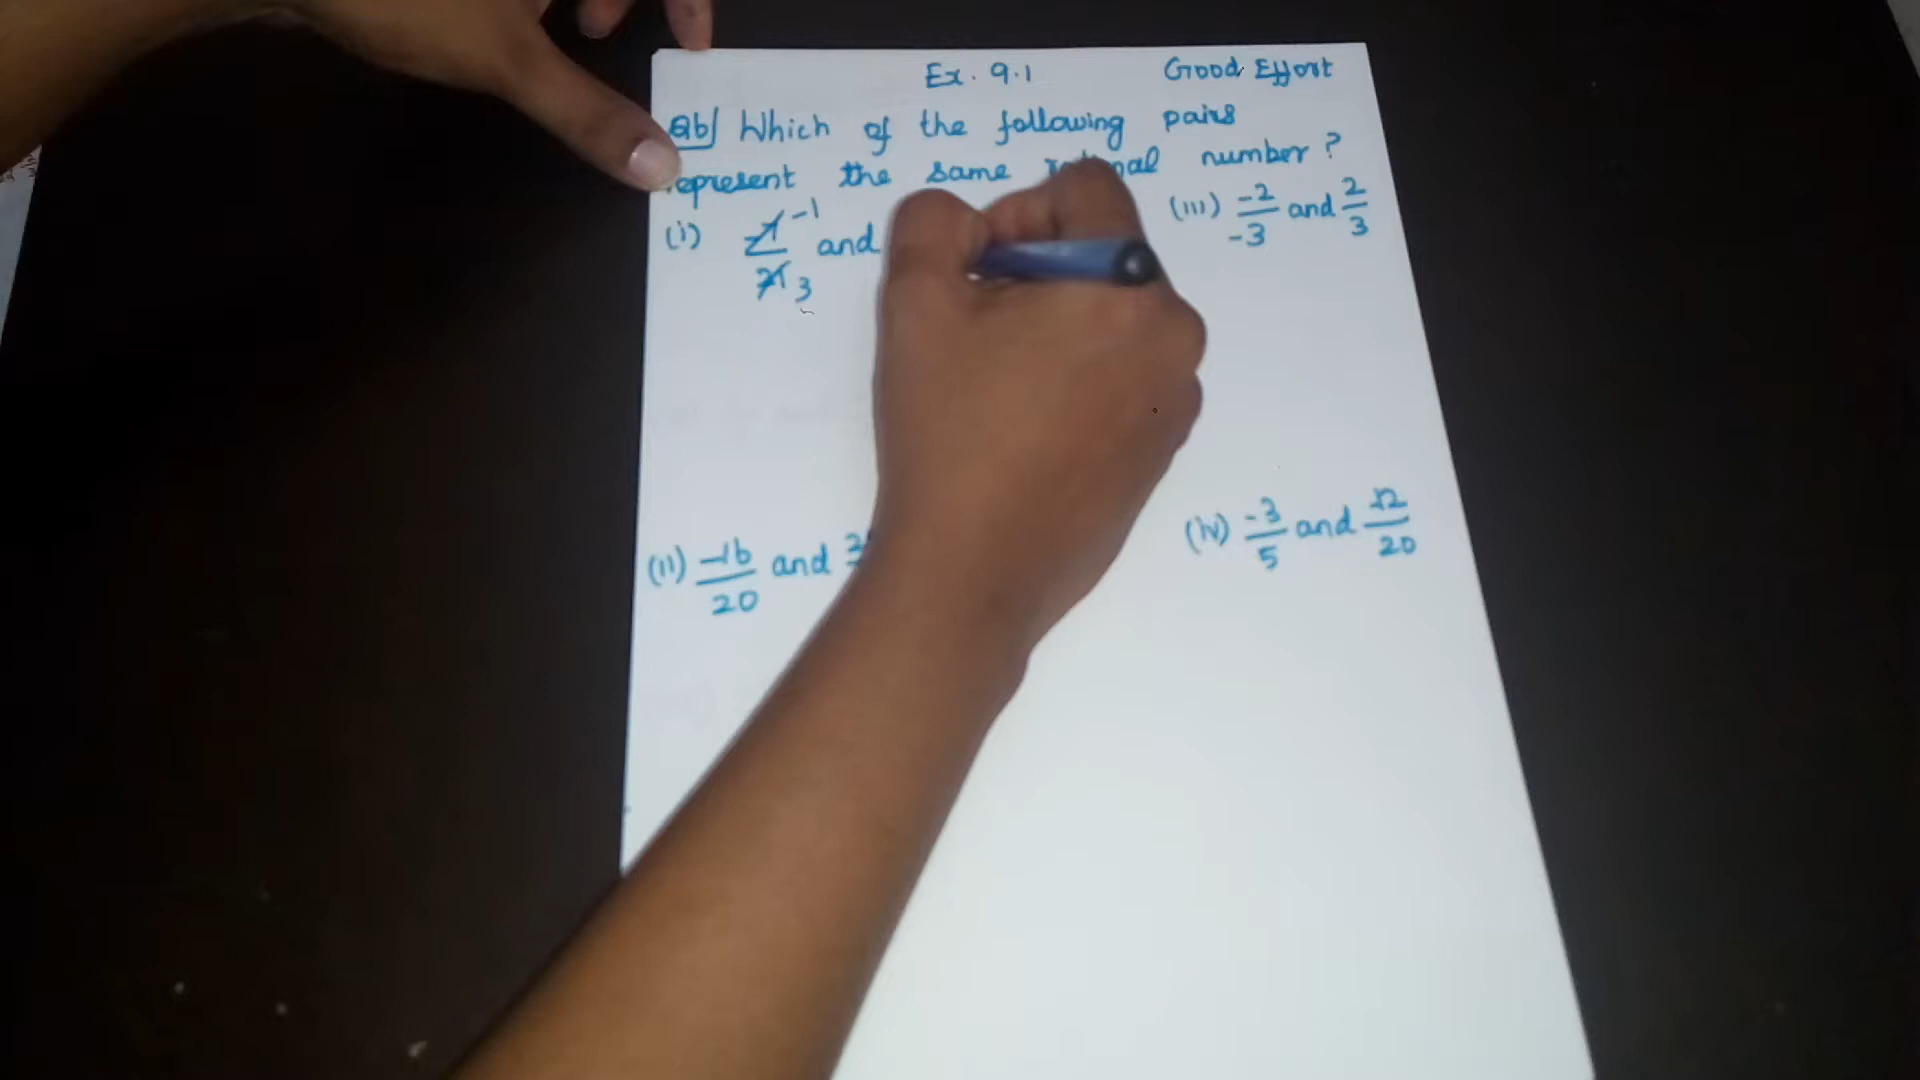 Ex. 9.1
Good Effort
Q6/ Which of the following pairs
represent the same number?
(i) -7/21 -1 3 and
(iii) -2/-3 and 2/3
(ii) -16/20 and
(iv) -3/5 and -12/20